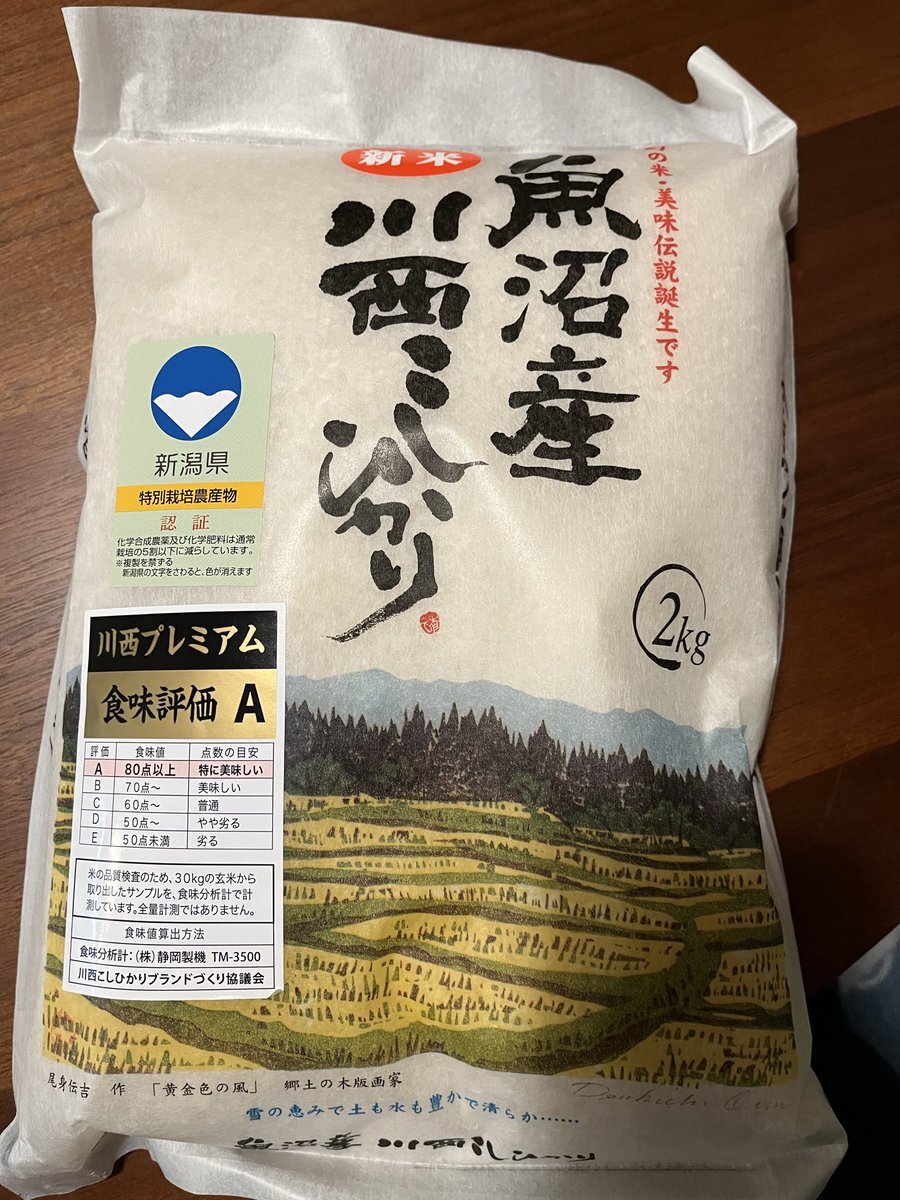 新米
の米・美味伝説誕生です
魚沼産
川西こしひかり
2kg
新潟県
特別栽培農産物
認証
化学合成農薬及び化学肥料は通常
栽培の5割以下に減らしています。
※複製を禁ずる
新潟県の文字をさわると、色が消えます
川西プレミアム
食味評価 A
評価 食味値 点数の目安
A 80点以上 特に美味しい
B 70点～ 美味しい
C 60点～ 普通
D 50点～ やや劣る
E 50点未満 劣る
米の品質検査のため、30kgの玄米から
取り出したサンプルを、食味分析計で計
測しています。全量計測ではありません。
食味値算出方法
食味分析計：（株）静岡製機 TM-3500
川西こしひかりブランドづくり協議会
尾身伝吉 作 「黄金色の風」 郷土の木版画家
雪の恵みで土も水も豊かで清らか……
魚沼産 川西こしひかり